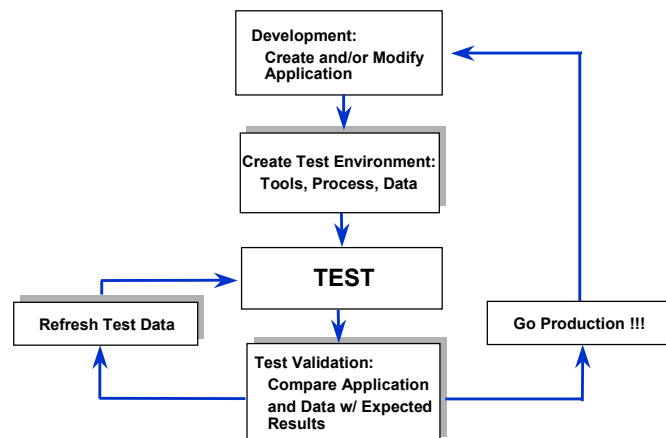 Development:
Create and/or Modify
Application
Create Test Environment:
Tools, Process, Data
TEST
Refresh Test Data
Go Production !!!
Test Validation:
Compare Application
and Data w/ Expected
Results